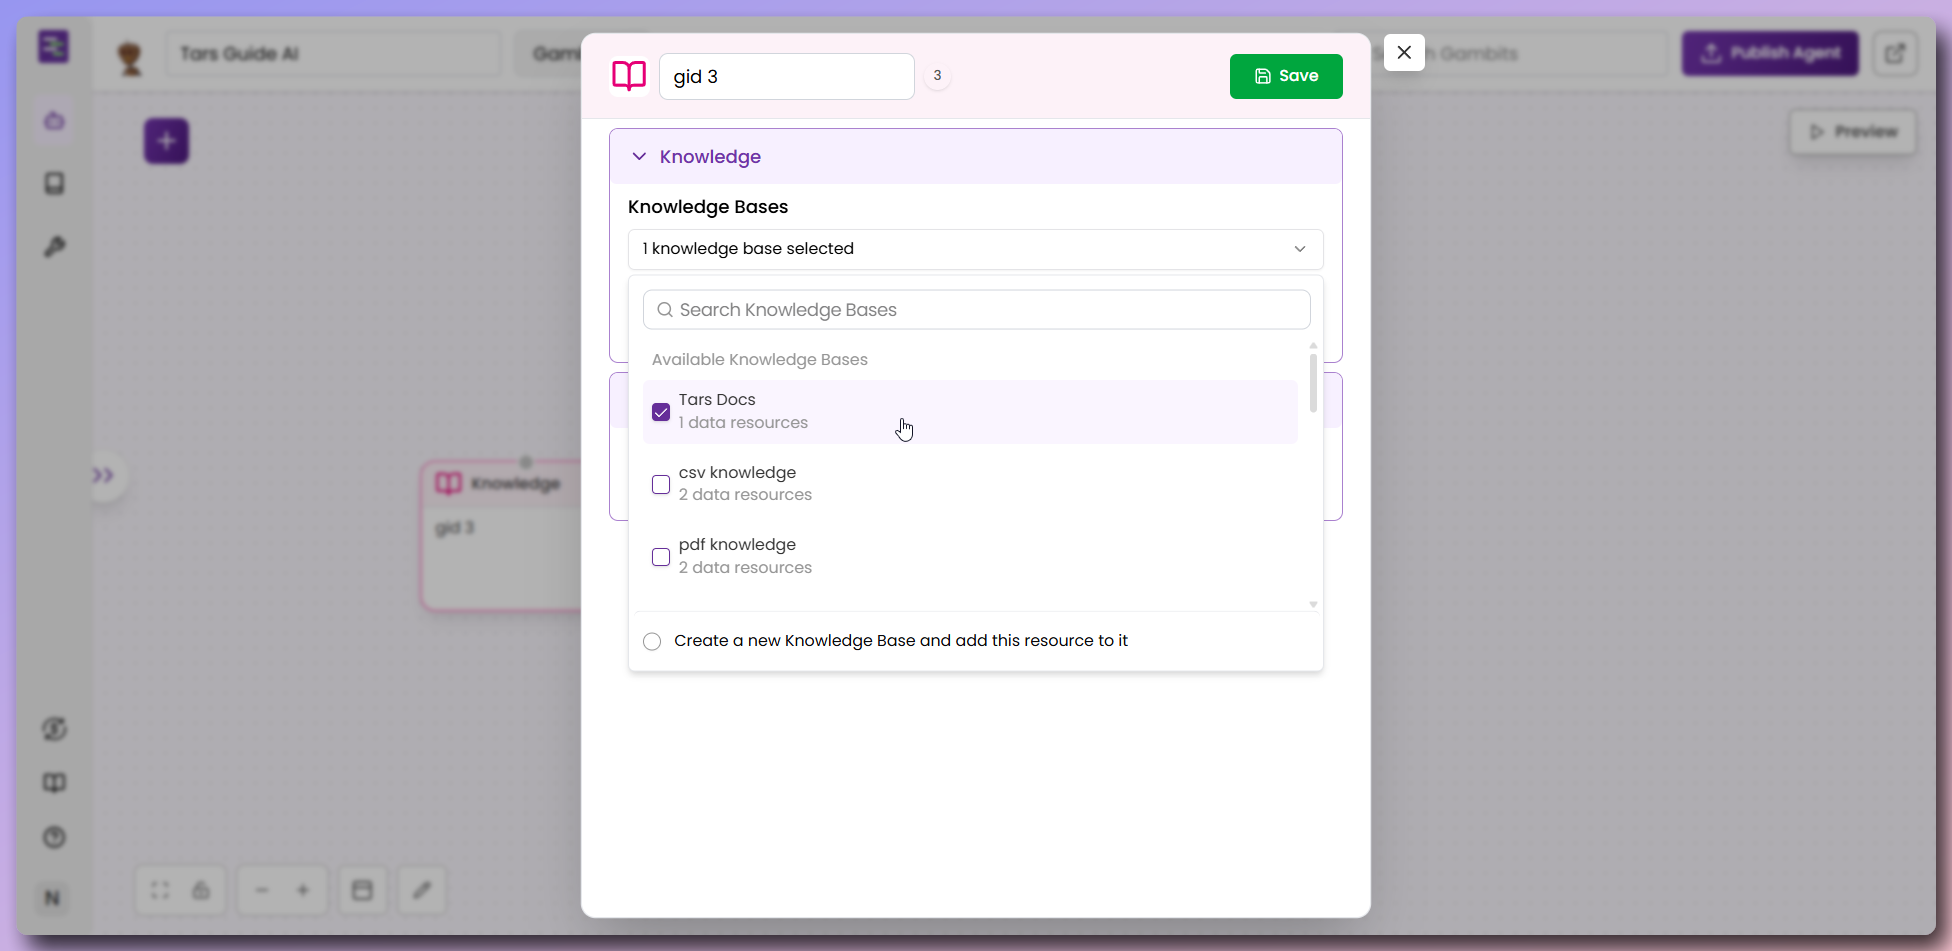 Tars Guide AI
gid 3
3
Save
Gambits
Publish Agent
Preview
Knowledge
Knowledge Bases
1 knowledge base selected
Search Knowledge Bases
Available Knowledge Bases
Tars Docs
1 data resources
csv knowledge
2 data resources
pdf knowledge
2 data resources
Create a new Knowledge Base and add this resource to it
Knowledge
gid 3
N